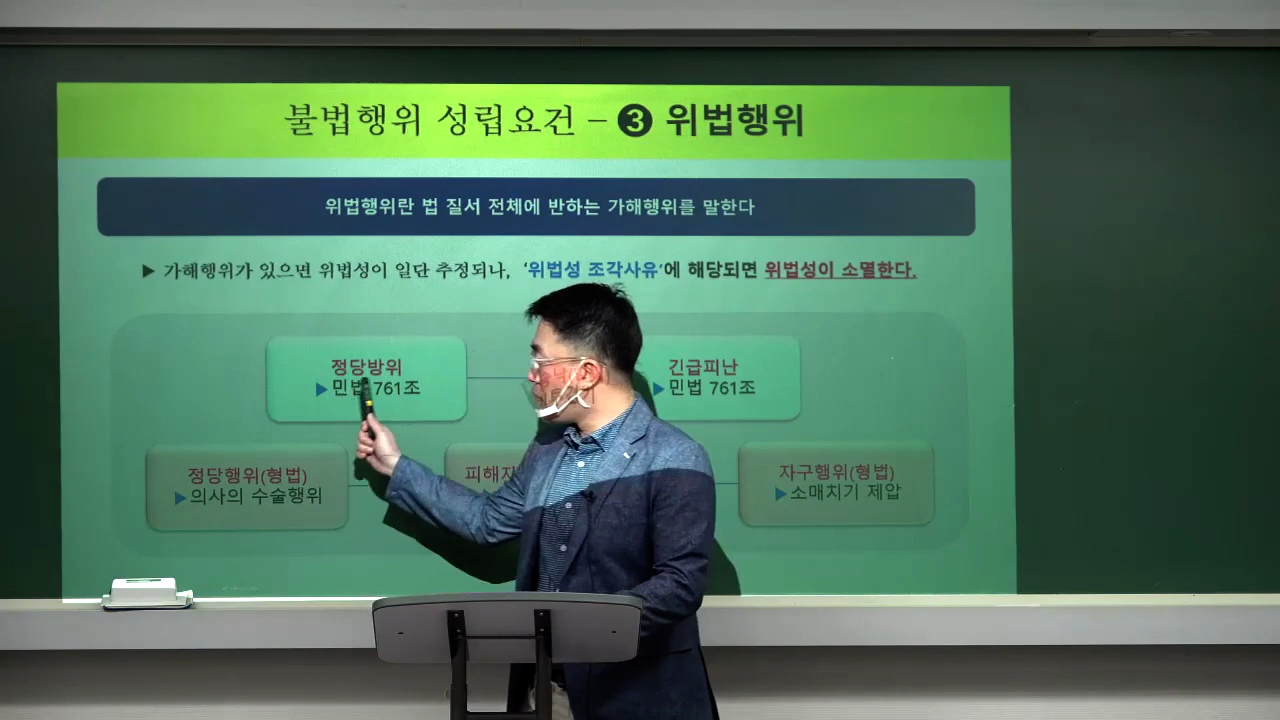 불법행위 성립요건 – ❸ 위법행위
위법행위란 법 질서 전체에 반하는 가해행위를 말한다
▶ 가해행위가 있으면 위법성이 일단 추정되나, ‘위법성 조각사유’에 해당되면 위법성이 소멸한다.
정당방위
▶민법 761조
긴급피난
▶민법 761조
정당행위(형법)
▶의사의 수술행위
자구행위(형법)
▶소매치기 제압